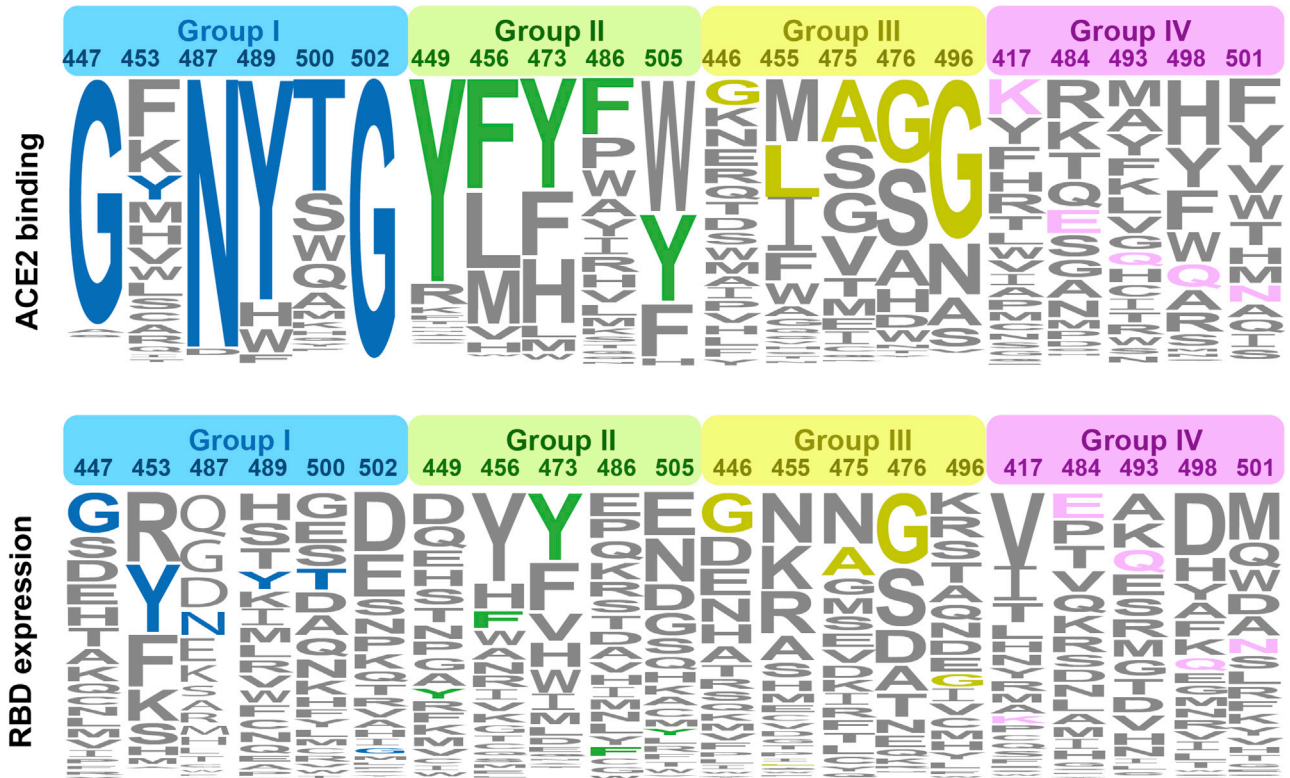 Group I Group II Group III Group IV
447 453 487 489 500 502 449 456 473 486 505 446 455 475 476 496 417 484 493 498 501
ACE2 binding
G A
F K Y M H V W L S C A R
N D
Y H W F
T S W Q A M
G
Y R
F L M V H
Y F H L M W
F P W A Y I R H V L M S
W Y F H
G K N E R Q T D S W M A I P V H L Y
M L I F W A
A S G V T M E I C
G S A H D W N
G N A S V
K Y F H R T L W V I P M C N S
R K T Q E S G A N M D
M A Y F K L V G Q H C T I R W S N
H Y F W Q A R S M
F Y V W T H M N A Q I S
Group I Group II Group III Group IV
447 453 487 489 500 502 449 456 473 486 505 446 455 475 476 496 417 484 493 498 501
RBD expression
G S D E H T A K Q C N L M
R Y F K S H M
Q G D N E K S A R M H
H S T Y K I M L R V W F C N Q
G E S T D A Q N K H Y
D E S N P K Q T R V A H G
D Q E H S T N P G A Y R F K M V
Y H F W A N
Y F V H W I M L
E P Q K R S T D A V H I M N Y F
E N D G S Q H K A C M Y
G D E N H A T
N K R A S H
N A G M S E V D K T F I L
G S D A T N
K R S T A Q N D E G
V I T L H N Y R M A K
E P T V Q K R S D N L A
A K Q E S R M G T D V H N
D T H Y A F K Q E G M N R
M Q W D A N S L R F K Y